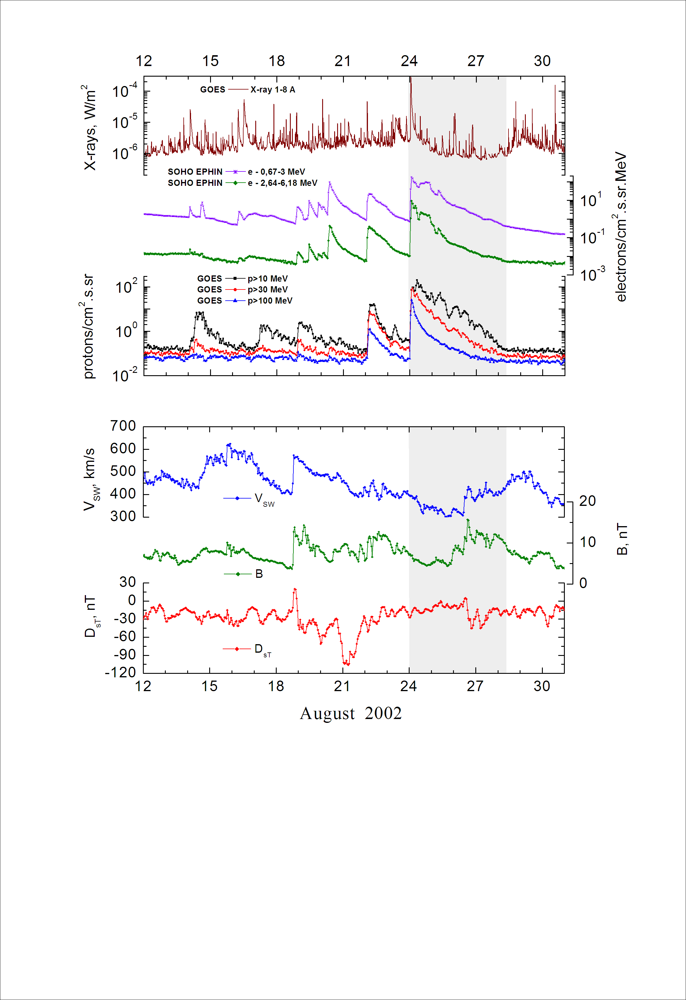 12 15 18 21 24 27 30
GOES X-ray 1-8 A
X-rays, W/m²
10⁻⁴
10⁻⁵
10⁻⁶
SOHO EPHIN e - 0,67-3 MeV
SOHO EPHIN e - 2,64-6,18 MeV
electrons/cm².s.sr.MeV
10¹
10⁻¹
10⁻³
GOES p>10 MeV
GOES p>30 MeV
GOES p>100 MeV
protons/cm².s.sr
10²
10⁰
10⁻²
V_SW, km/s
700
600
500
400
300
V_SW
B, nT
20
10
0
B
D_sT, nT
30
0
-30
-60
-90
-120
D_sT
12 15 18 21 24 27 30
August 2002